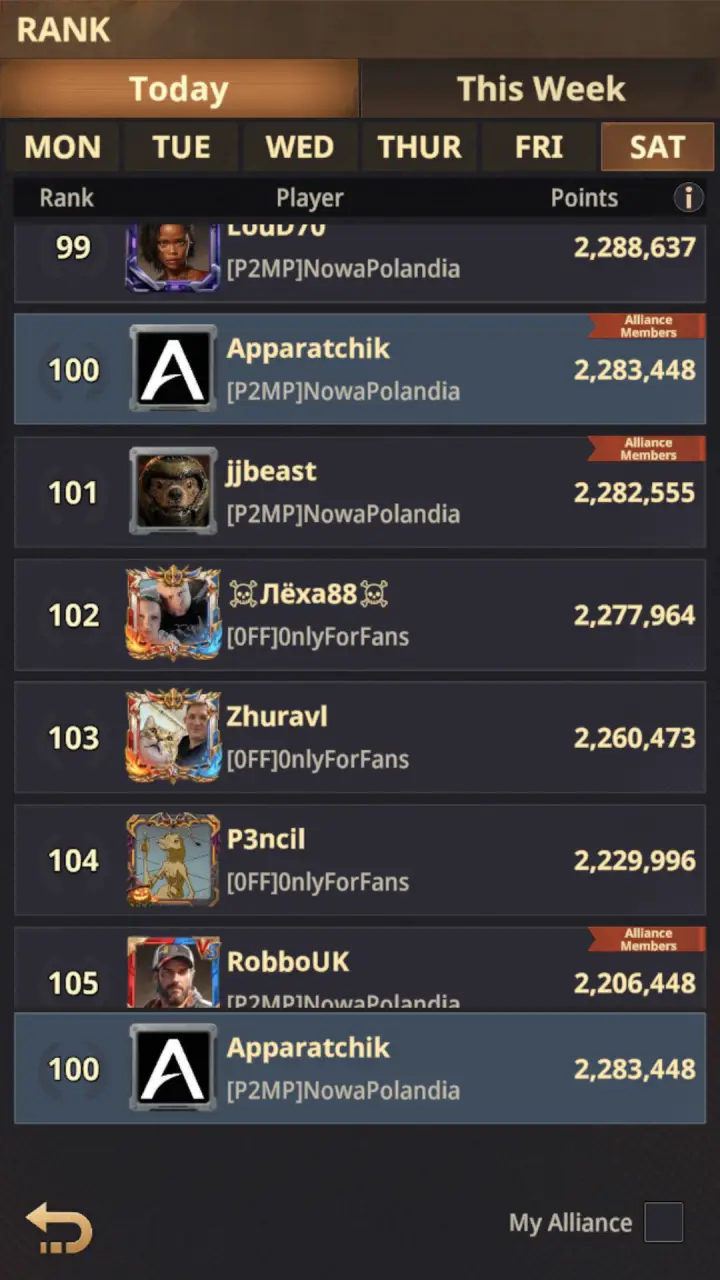 RANK
Today
This Week
MON TUE WED THUR FRI SAT
Rank Player Points i
99 LouD70 2,288,637
[P2MP]NowaPolandia
Alliance Members
100 Apparatchik 2,283,448
[P2MP]NowaPolandia
Alliance Members
101 jjbeast 2,282,555
[P2MP]NowaPolandia
102 ☠Лёха88☠ 2,277,964
[0FF]0nlyForFans
103 Zhuravl 2,260,473
[0FF]0nlyForFans
104 P3ncil 2,229,996
[0FF]0nlyForFans
Alliance Members
105 RobboUK 2,206,448
[P2MP]NowaPolandia
100 Apparatchik 2,283,448
[P2MP]NowaPolandia
My Alliance